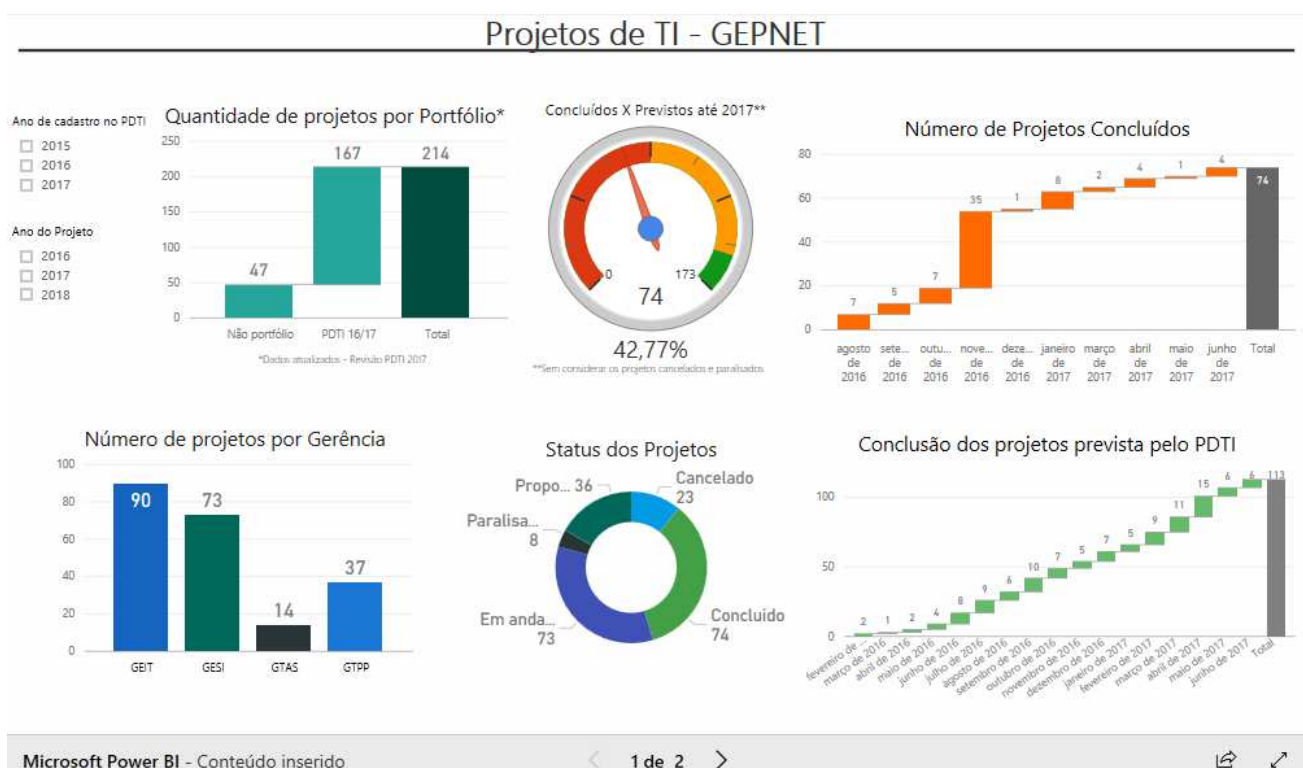 Projetos de TI - GEPNET
Ano de cadastro no PDTI
2015
2016
2017
Ano do Projeto
2016
2017
2018
Quantidade de projetos por Portfólio*
250
200
150
100
50
0
47
167
214
Não portfólio
PDTI 16/17
Total
*Dados atualizados - Revisão PDTI 2017
Concluídos X Previstos até 2017**
0
173
74
42,77%
**Sem considerar os projetos cancelados e paralisados
Número de Projetos Concluídos
80
60
40
20
0
7
5
7
35
1
8
2
4
1
4
74
agosto de 2016
sete... de 2016
outu... de 2016
nove... de 2016
deze... de 2016
janeiro de 2017
março de 2017
abril de 2017
maio de 2017
junho de 2017
Total
Número de projetos por Gerência
100
80
60
40
20
0
90
73
14
37
GEIT
GESI
GTAS
GTPP
Status dos Projetos
Propo... 36
Cancelado
23
Paralisa...
8
Em anda...
73
Concluido
74
Conclusão dos projetos prevista pelo PDTI
100
50
0
2
1
2
4
8
9
6
10
7
5
7
5
9
11
15
6
6
113
fevereiro de ...
março de 2016
abril de 2016
maio de 2016
junho de 2016
julho de 2016
agosto de 2016
setembro de 2016
outubro de 2016
novembro de 2016
dezembro de 2016
janeiro de 2017
fevereiro de 2017
março de 2017
abril de 2017
maio de 2017
junho de 2017
Total
Microsoft Power BI - Conteúdo inserido
1 de 2